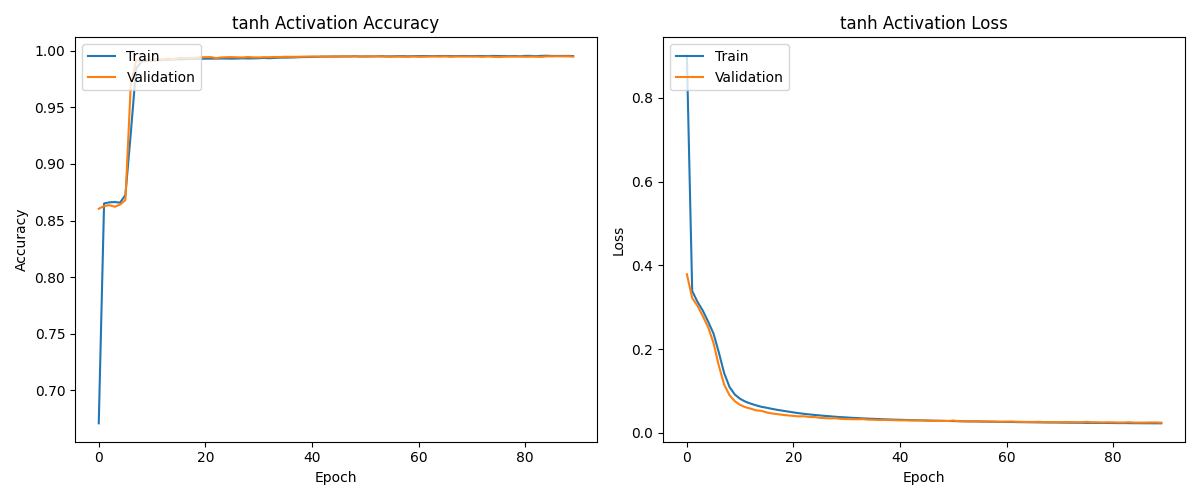 tanh Activation Accuracy
Train
Validation
1.00
0.95
0.90
0.85
0.80
0.75
0.70
Accuracy
0
20
40
60
80
Epoch
tanh Activation Loss
Train
Validation
0.8
0.6
0.4
0.2
0.0
Loss
0
20
40
60
80
Epoch